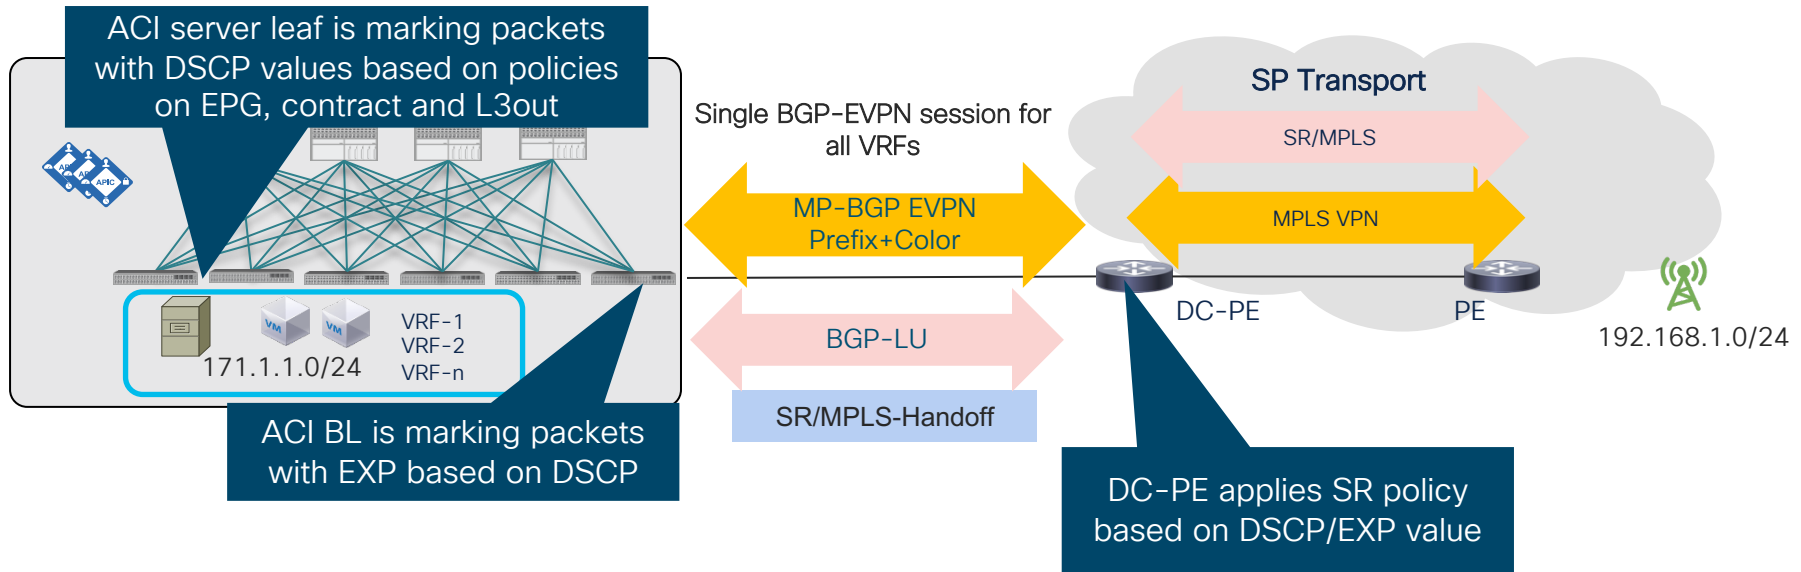 ACI server leaf is marking packets
with DSCP values based on policies
on EPG, contract and L3out
APIC
Single BGP-EVPN session for
all VRFs
MP-BGP EVPN
Prefix+Color
BGP-LU
SR/MPLS-Handoff
SP Transport
SR/MPLS
MPLS VPN
DC-PE
PE
192.168.1.0/24
VM
VM
171.1.1.0/24
VRF-1
VRF-2
VRF-n
ACI BL is marking packets
with EXP based on DSCP
DC-PE applies SR policy
based on DSCP/EXP value